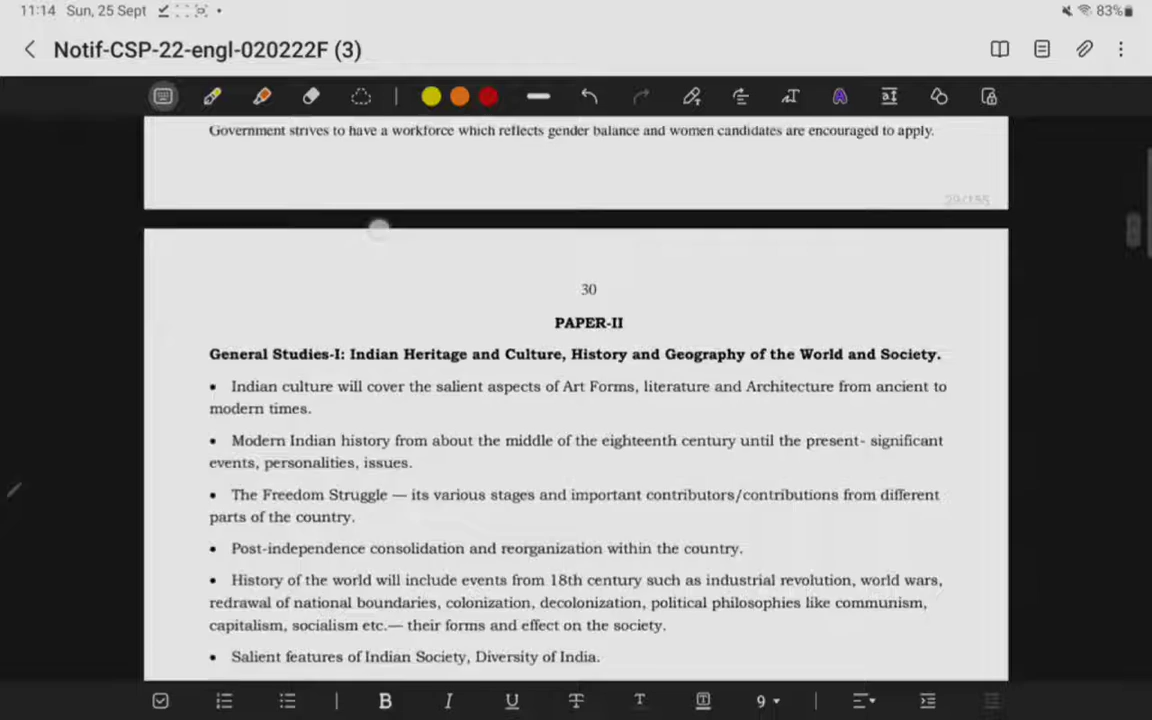 11:14 Sun, 25 Sept
83%
Notif-CSP-22-engl-020222F (3)
Government strives to have a workforce which reflects gender balance and women candidates are encouraged to apply.
29/155
30
PAPER-II
General Studies-I: Indian Heritage and Culture, History and Geography of the World and Society.
• Indian culture will cover the salient aspects of Art Forms, literature and Architecture from ancient to
modern times.
• Modern Indian history from about the middle of the eighteenth century until the present- significant
events, personalities, issues.
• The Freedom Struggle — its various stages and important contributors/contributions from different
parts of the country.
• Post-independence consolidation and reorganization within the country.
• History of the world will include events from 18th century such as industrial revolution, world wars,
redrawal of national boundaries, colonization, decolonization, political philosophies like communism,
capitalism, socialism etc.— their forms and effect on the society.
• Salient features of Indian Society, Diversity of India.
B I U T T T 9